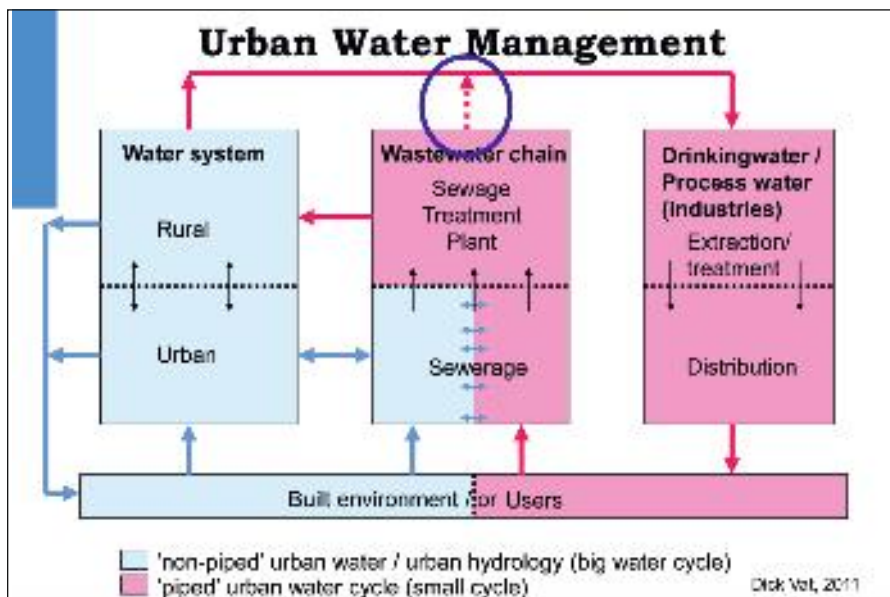 Urban Water Management
Water system
Rural
Urban
Wastewater chain
Sewage
Treatment
Plant
Sewerage
Drinkingwater /
Process water
(industries)
Extraction/
treatment
Distribution
Built environment / or Users
'non-piped' urban water / urban hydrology (big water cycle)
'piped' urban water cycle (small cycle)
Dick Vat, 2011